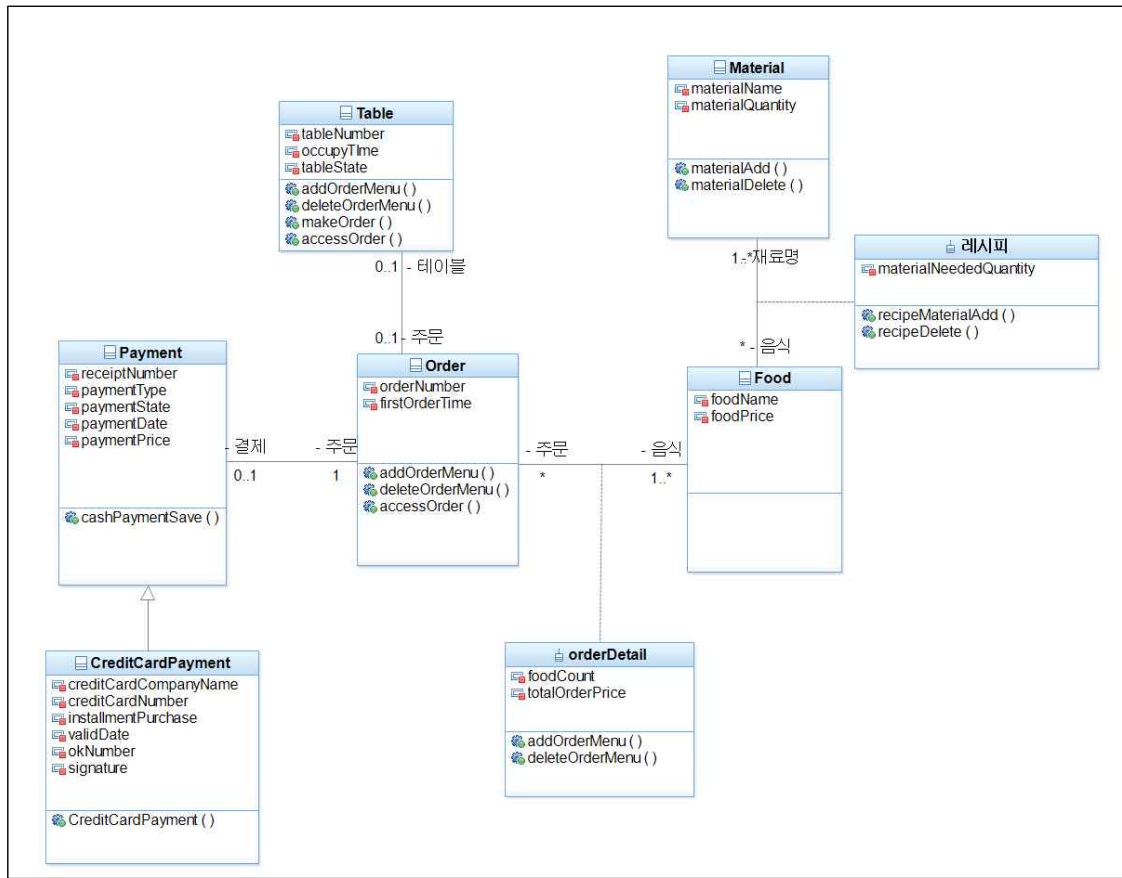 Table
tableNumber
occupyTIme
tableState
addOrderMenu ( )
deleteOrderMenu ( )
makeOrder ( )
accessOrder ( )
0..1 - 테이블
0..1 - 주문
Material
materialName
materialQuantity
materialAdd ( )
materialDelete ( )
1..*재료명
* - 음식
레시피
materialNeededQuantity
recipeMaterialAdd ( )
recipeDelete ( )
Payment
receiptNumber
paymentType
paymentState
paymentDate
paymentPrice
cashPaymentSave ( )
- 결제
0..1
- 주문
1
Order
orderNumber
firstOrderTime
addOrderMenu ( )
deleteOrderMenu ( )
accessOrder ( )
- 주문
*
- 음식
1..*
Food
foodName
foodPrice
CreditCardPayment
creditCardCompanyName
creditCardNumber
installmentPurchase
validDate
okNumber
signature
CreditCardPayment ( )
orderDetail
foodCount
totalOrderPrice
addOrderMenu ( )
deleteOrderMenu ( )